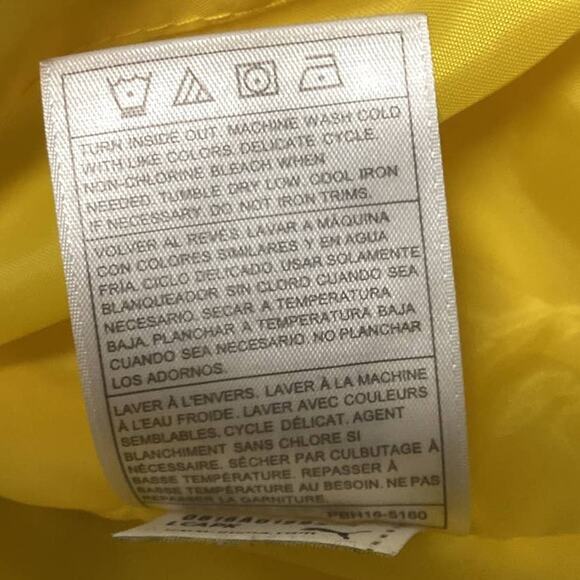 TURN INSIDE OUT. MACHINE WASH COLD
WITH LIKE COLORS. DELICATE CYCLE.
NON-CHLORINE BLEACH WHEN
NEEDED. TUMBLE DRY LOW. COOL IRON
IF NECESSARY. DO NOT IRON TRIMS.
VOLVER AL REVÉS. LAVAR A MÁQUINA
CON COLORES SIMILARES Y EN AGUA
FRÍA. CICLO DELICADO. USAR SOLAMENTE
BLANQUEADOR SIN CLORO CUANDO SEA
NECESARIO. SECAR A TEMPERATURA
BAJA. PLANCHAR A TEMPERATURA BAJA
CUANDO SEA NECESARIO. NO PLANCHAR
LOS ADORNOS.
LAVER À L'ENVERS. LAVER À LA MACHINE
À L'EAU FROIDE. LAVER AVEC COULEURS
SEMBLABLES. CYCLE DÉLICAT. AGENT
BLANCHIMENT SANS CHLORE SI
NÉCESSAIRE. SÉCHER PAR CULBUTAGE À
BASSE TEMPÉRATURE. REPASSER À
BASSE TEMPÉRATURE AU BESOIN. NE PAS
REPASSER LA GARNITURE.
PBH16-5160